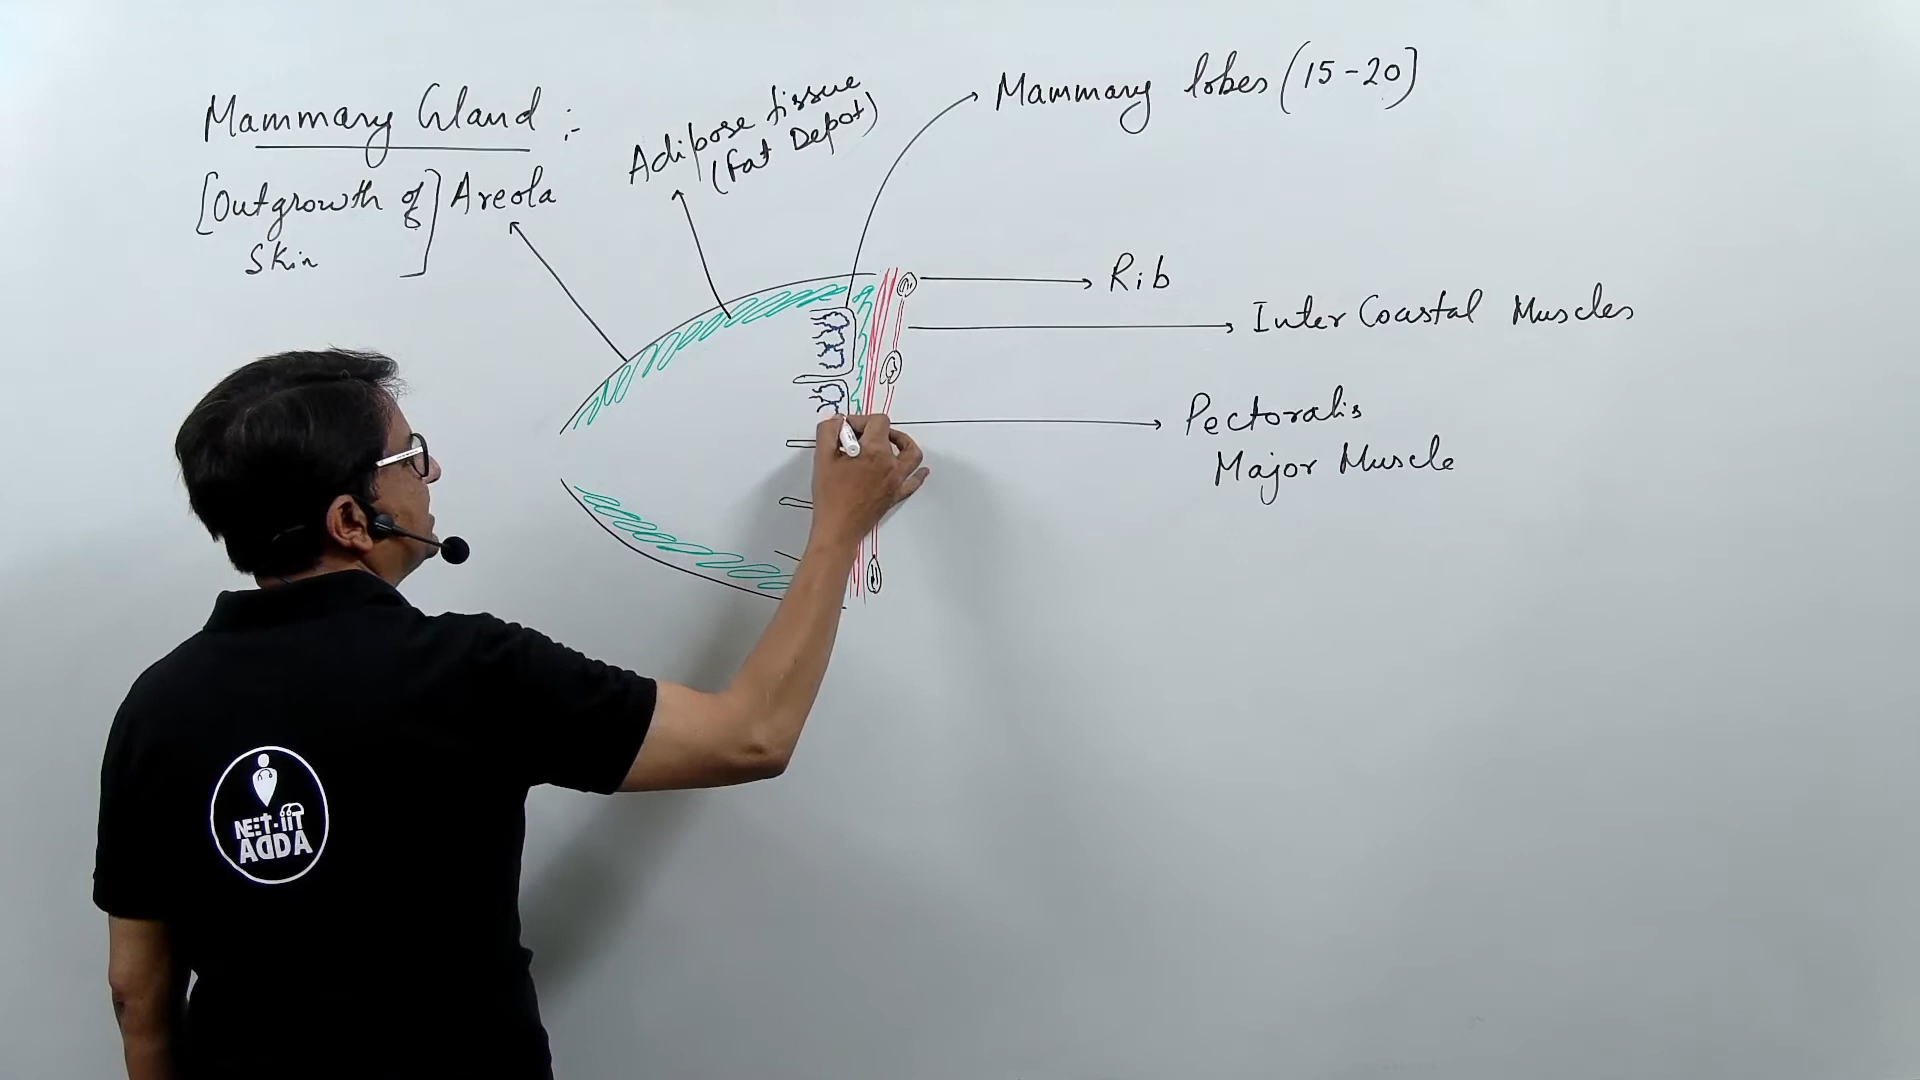 Mammary Gland :-
[Outgrowth of
Skin]
Areola
Adipose tissue
(Fat Depot)
Mammary lobes (15-20]
Rib
Inter Coastal Muscles
Pectoralis
Major Muscle
NEET-IIT
ADDA